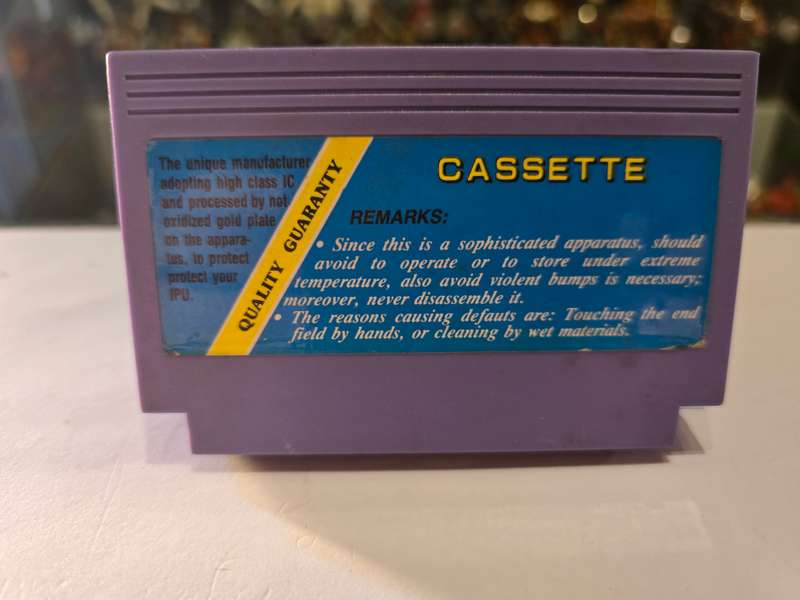 The unique manufacturer
adopting high class IC
and processed by not
oxidized gold plate
on the appara-
tus, to protect
protect your
IPU.
QUALITY GUARANTY
CASSETTE
REMARKS:
• Since this is a sophisticated apparatus, should
avoid to operate or to store under extreme
temperature, also avoid violent bumps is necessary;
moreover, never disassemble it.
• The reasons causing defauts are: Touching the end
field by hands, or cleaning by wet materials.